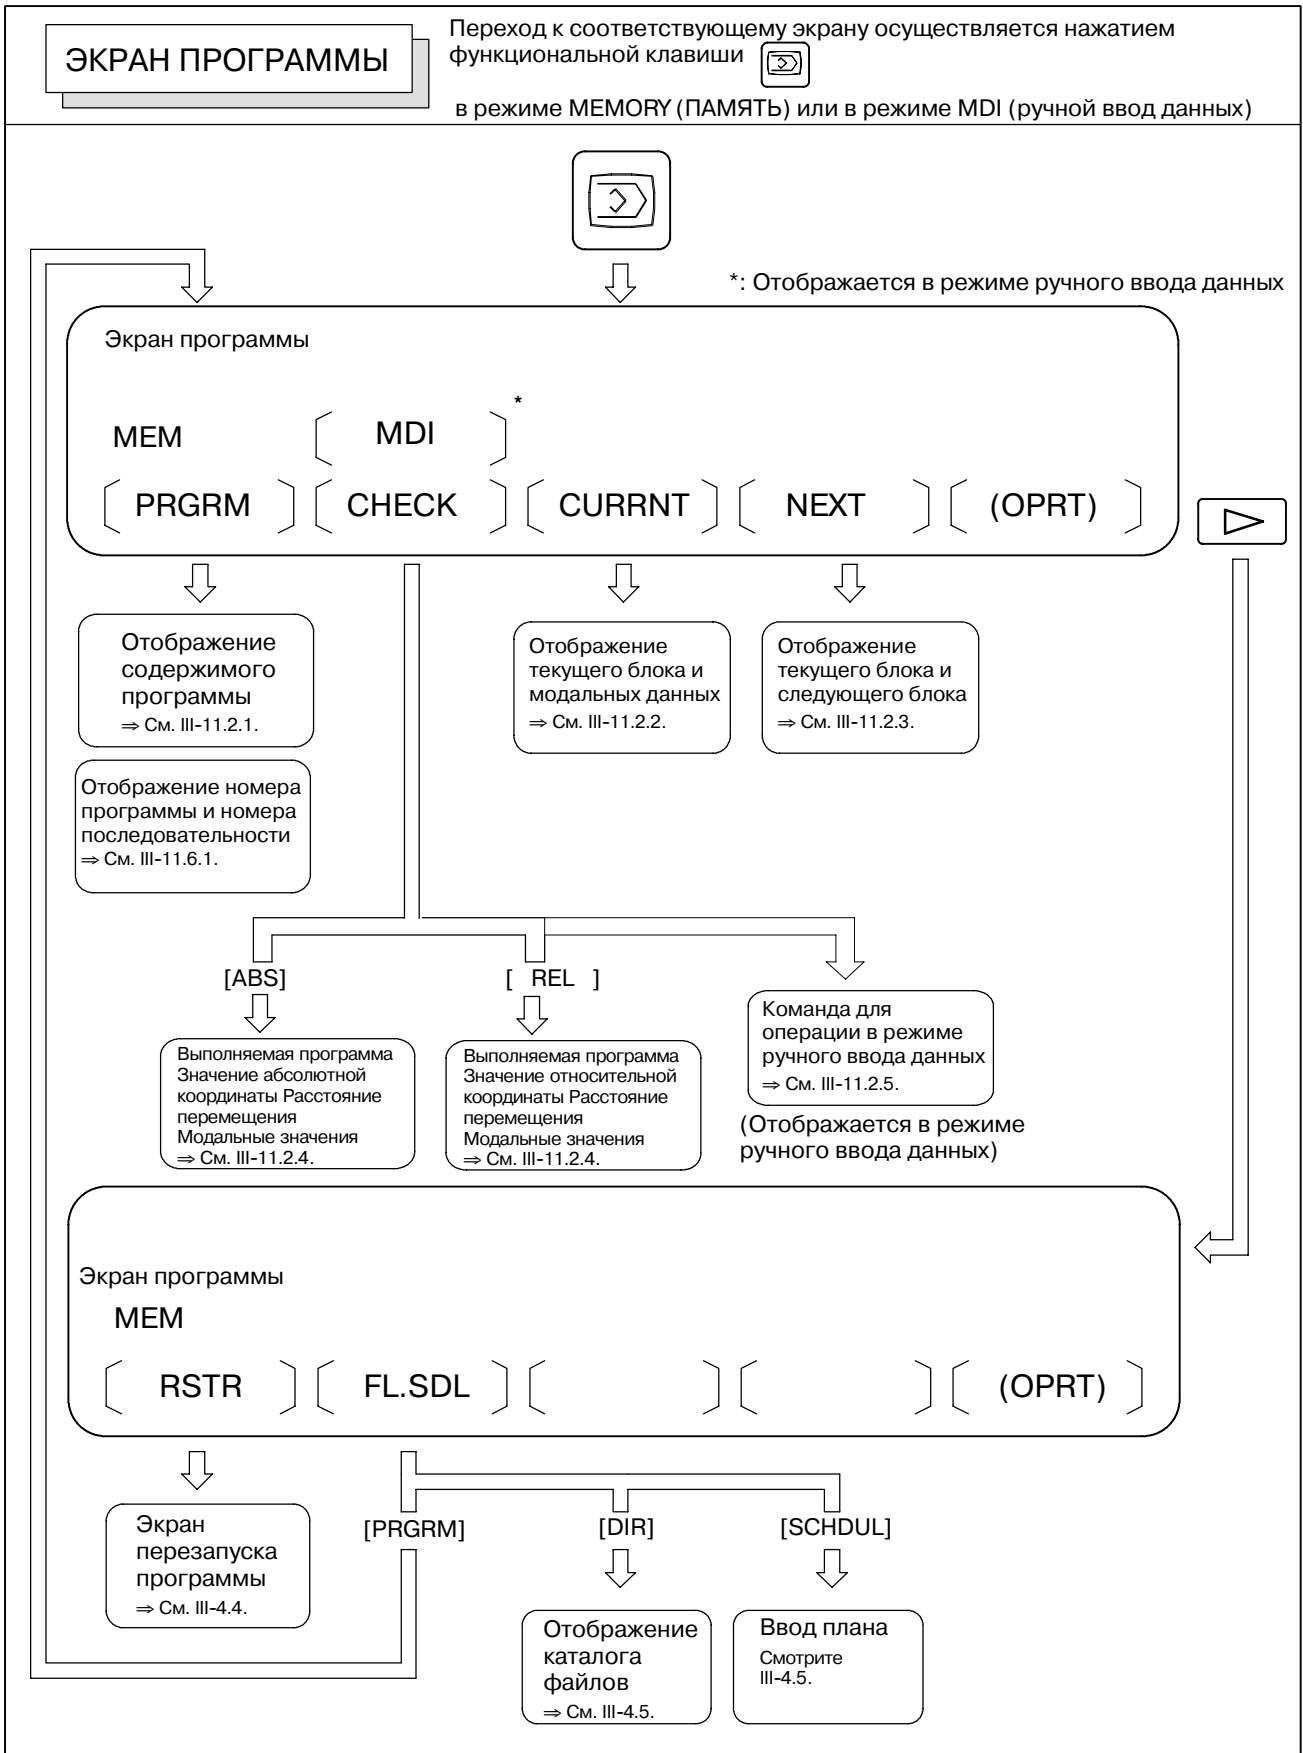 ЭКРАН ПРОГРАММЫ
Переход к соответствующему экрану осуществляется нажатием
функциональной клавиши
в режиме MEMORY (ПАМЯТЬ) или в режиме MDI (ручной ввод данных)
*: Отображается в режиме ручного ввода данных
Экран программы
*
MEM MDI
PRGRM CHECK CURRNT NEXT (OPRT)
Отображение
содержимого
программы
⇒ См. III-11.2.1.
Отображение
текущего блока и
модальных данных
⇒ См. III-11.2.2.
Отображение
текущего блока и
следующего блока
⇒ См. III-11.2.3.
Отображение номера
программы и номера
последовательности
⇒ См. III-11.6.1.
[ABS] [ REL ]
Выполняемая программа
Значение абсолютной
координаты Расстояние
перемещения
Модальные значения
⇒ См. III-11.2.4.
Выполняемая программа
Значение относительной
координаты Расстояние
перемещения
Модальные значения
⇒ См. III-11.2.4.
Команда для
операции в режиме
ручного ввода данных
⇒ См. III-11.2.5.
(Отображается в режиме
ручного ввода данных)
Экран программы
MEM
RSTR FL.SDL (OPRT)
Экран
перезапуска
программы
⇒ См. III-4.4.
[PRGRM] [DIR] [SCHDUL]
Отображение
каталога
файлов
⇒ См. III-4.5.
Ввод плана
Смотрите
III-4.5.